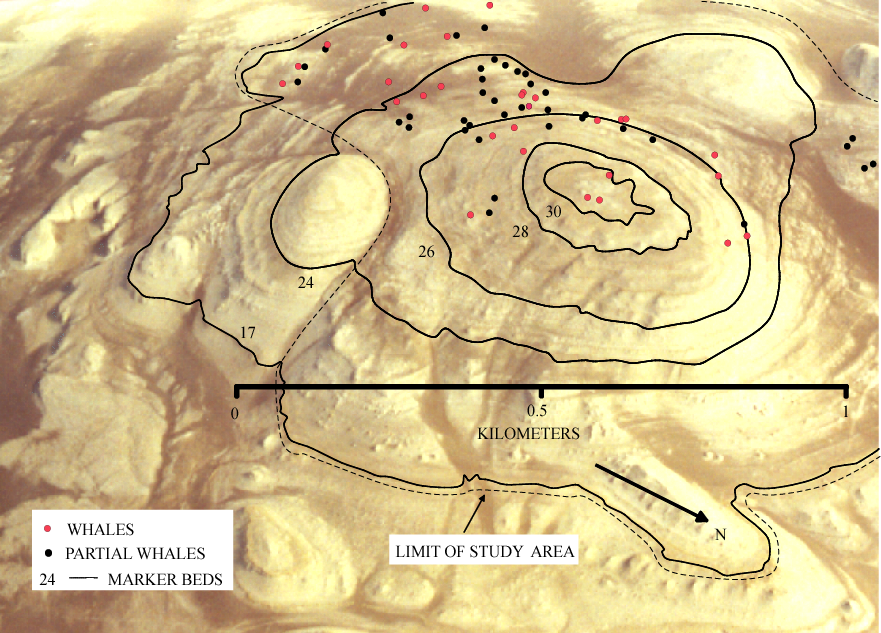 30
28
26
24
17
0
0.5
1
KILOMETERS
N
WHALES
PARTIAL WHALES
24 — MARKER BEDS
LIMIT OF STUDY AREA